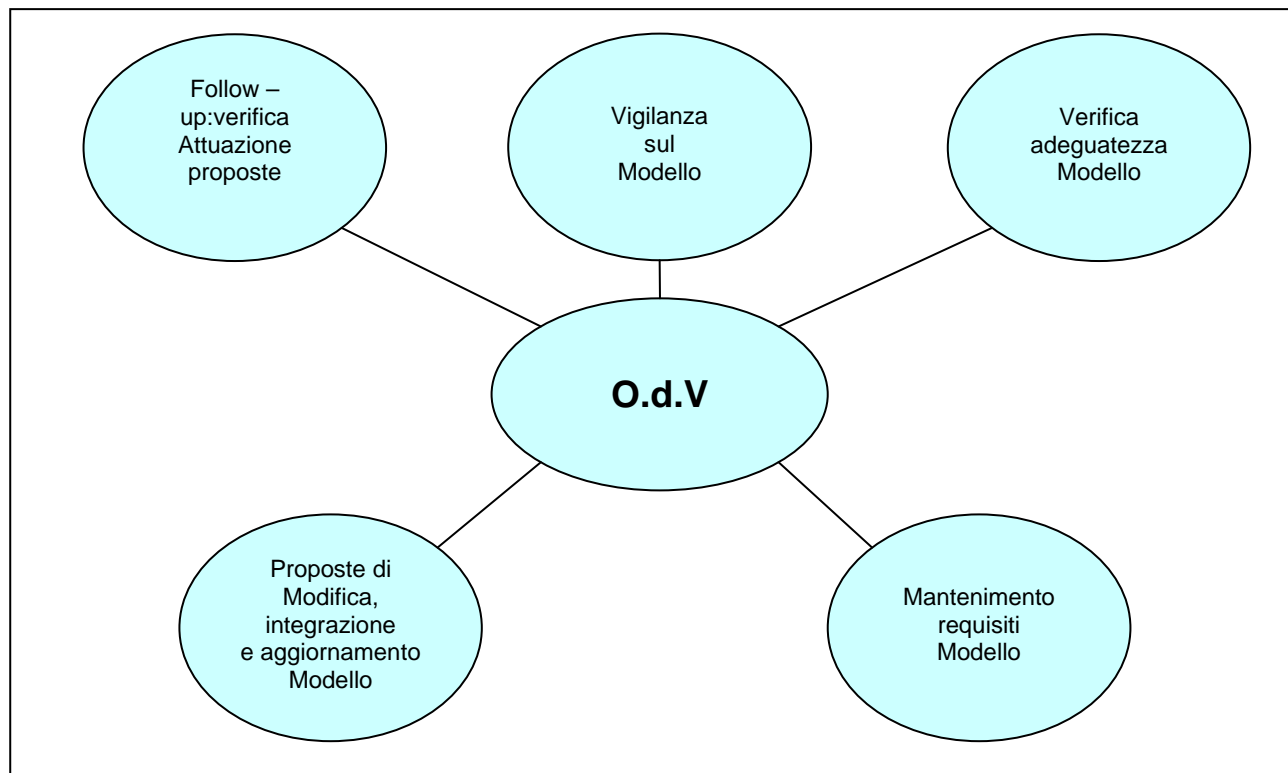 Follow –
up:verifica
Attuazione
proposte
Vigilanza
sul
Modello
Verifica
adeguatezza
Modello
O.d.V
Proposte di
Modifica,
integrazione
e aggiornamento
Modello
Mantenimento
requisiti
Modello